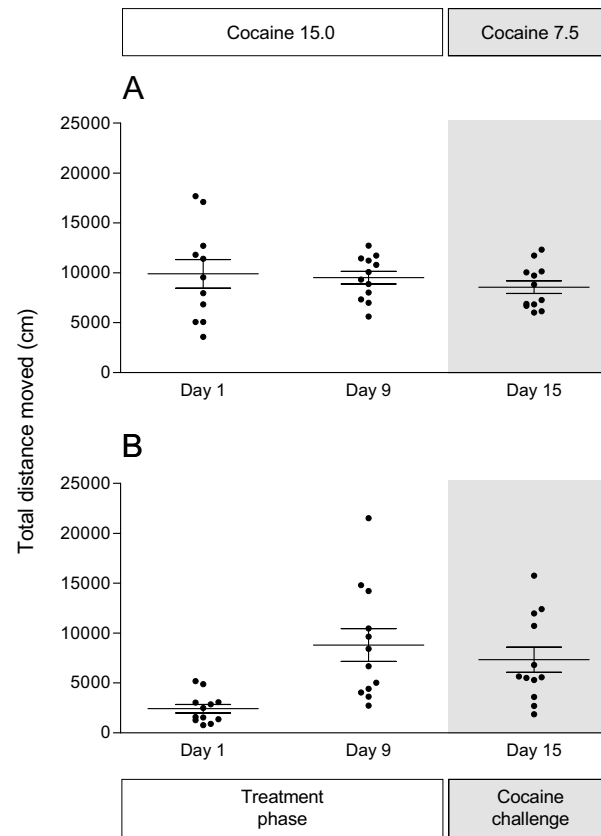 Cocaine 15.0 Cocaine 7.5
A
25000
20000
15000
10000
5000
0
Day 1 Day 9 Day 15
Total distance moved (cm)
B
25000
20000
15000
10000
5000
0
Day 1 Day 9 Day 15
Treatment phase
Cocaine challenge